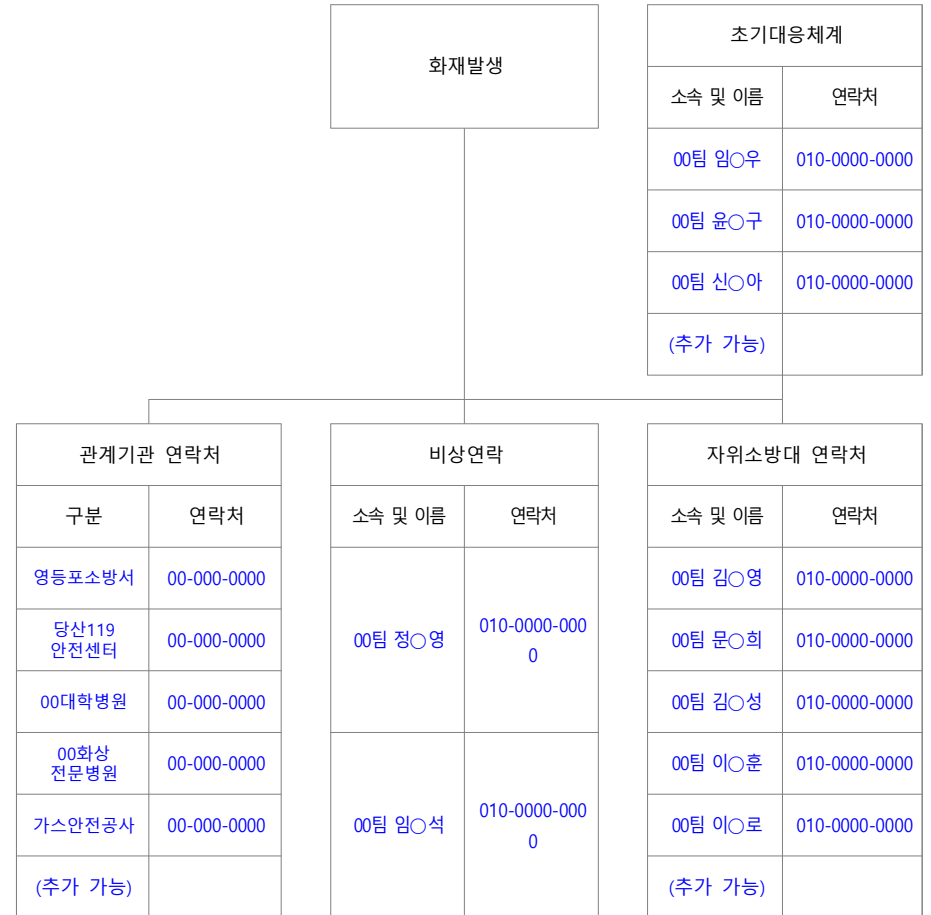 화재발생
초기대응체계
소속 및 이름 연락처
00팀 임○우 010-0000-0000
00팀 윤○구 010-0000-0000
00팀 신○아 010-0000-0000
(추가 가능)
관계기관 연락처
구분 연락처
영등포소방서 00-000-0000
당산119
안전센터
00-000-0000
00대학병원 00-000-0000
00화상
전문병원
00-000-0000
가스안전공사 00-000-0000
(추가 가능)
비상연락
소속 및 이름 연락처
00팀 정○영
010-0000-000
0
00팀 임○석
010-0000-000
0
자위소방대 연락처
소속 및 이름 연락처
00팀 김○영 010-0000-0000
00팀 문○희 010-0000-0000
00팀 김○성 010-0000-0000
00팀 이○훈 010-0000-0000
00팀 이○로 010-0000-0000
(추가 가능)